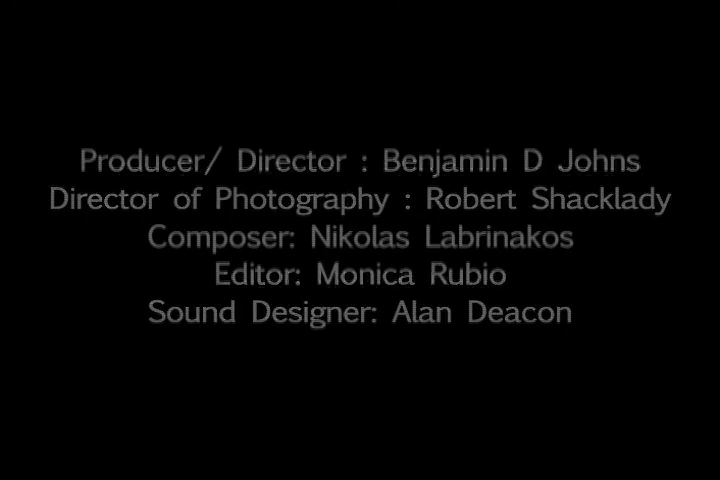 Producer/ Director : Benjamin D Johns
Director of Photography : Robert Shacklady
Composer: Nikolas Labrinakos
Editor: Monica Rubio
Sound Designer: Alan Deacon